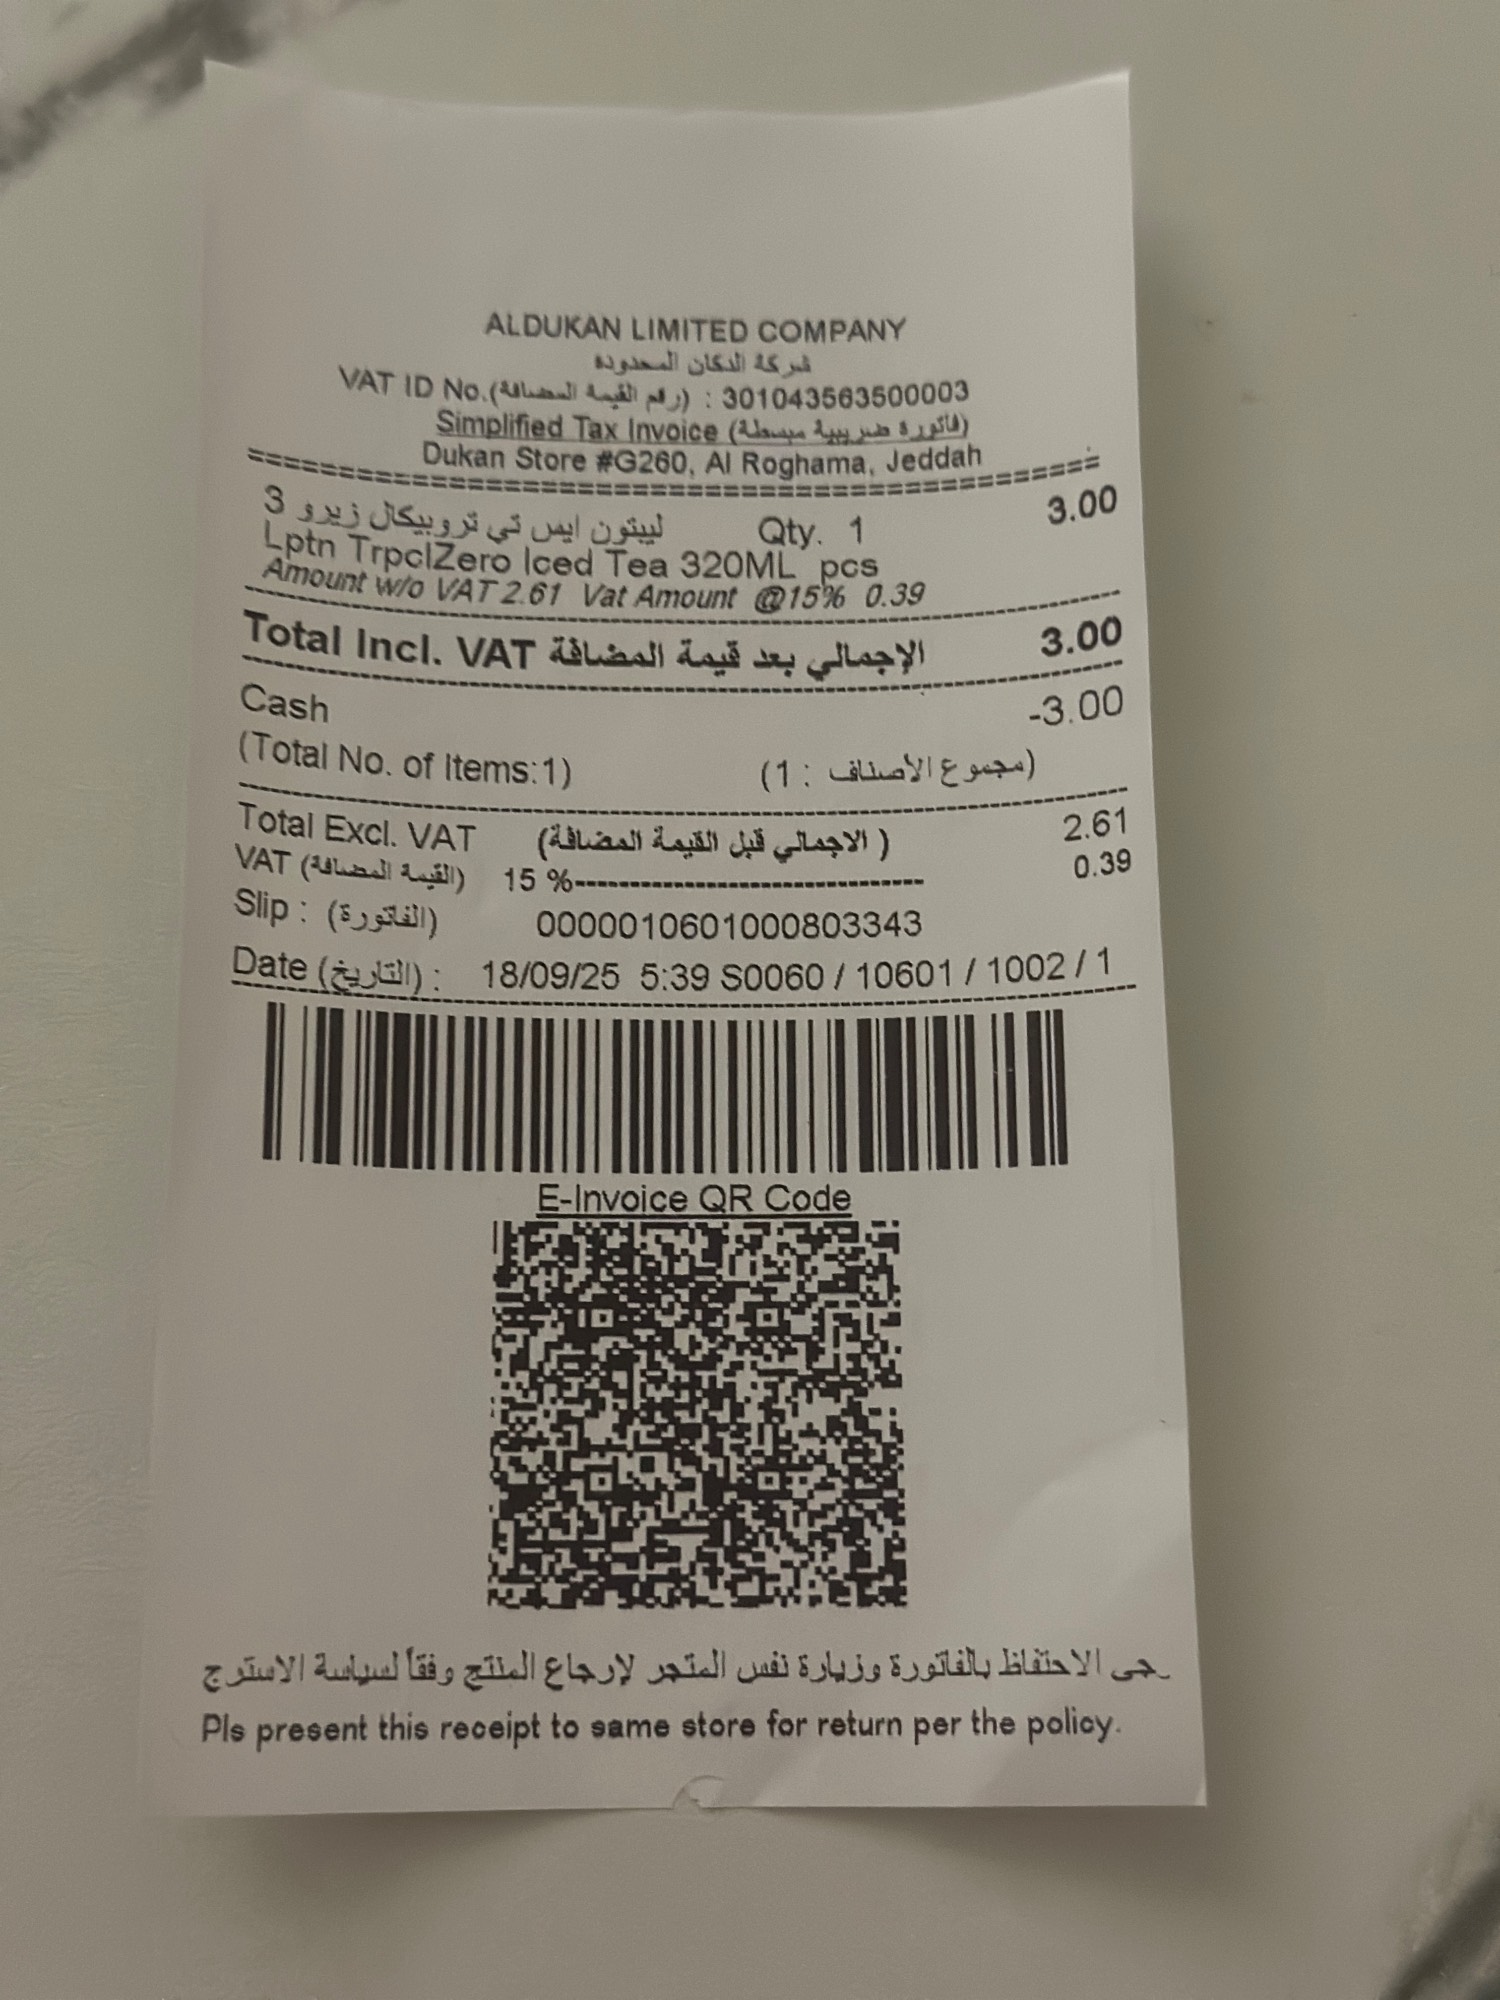 ALDUKAN LIMITED COMPANY
شركة الدكان المحدودة
VAT ID No.(رقم القيمة المضافة) : 301043563500003
Simplified Tax Invoice (فاتورة ضريبية مبسطة)
Dukan Store #G260, Al Roghama, Jeddah
ليبتون ايس تي تروبيكال زيرو 3 Qty. 1 3.00
Lptn TrpclZero Iced Tea 320ML pcs
Amount w/o VAT 2.61 Vat Amount @15% 0.39
Total Incl. VAT الإجمالي بعد قيمة المضافة 3.00
Cash -3.00
(Total No. of Items:1) (مجموع الأصناف : 1)
Total Excl. VAT (الاجمالي قبل القيمة المضافة ) 2.61
VAT (القيمة المضافة) 15 %-------------------------------- 0.39
Slip : (الفاتورة) 0000010601000803343
Date (التاريخ) : 18/09/25 5:39 S0060 / 10601 / 1002 / 1
E-Invoice QR Code
جى الاحتفاظ بالفاتورة وزيارة نفس المتجر لإرجاع المنتج وفقاً لسياسة الاسترج
Pls present this receipt to same store for return per the policy.